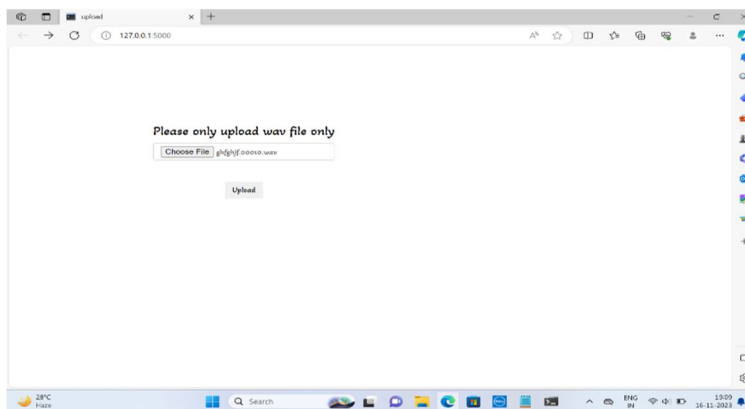 upload
127.0.0.1:5000
Please only upload wav file only
Choose File
Upload
28°C
Haze
Search
ENG
IN
19:09
16-11-2023